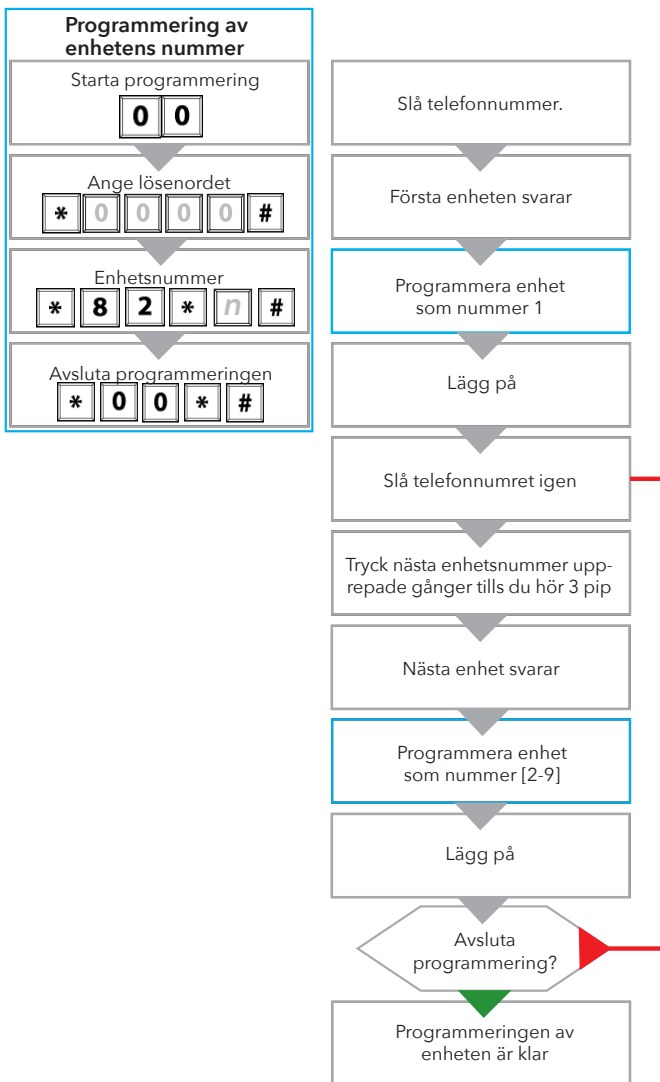 Programmering av
enhetens nummer
Starta programmering
0 0
Ange lösenordet
* 0 0 0 0 #
Enhetsnummer
* 8 2 * n #
Avsluta programmeringen
* 0 0 * #
Slå telefonnummer.
Första enheten svarar
Programmera enhet
som nummer 1
Lägg på
Slå telefonnumret igen
Tryck nästa enhetsnummer upp-
repade gånger tills du hör 3 pip
Nästa enhet svarar
Programmera enhet
som nummer [2-9]
Lägg på
Avsluta
programmering?
Programmeringen av
enheten är klar